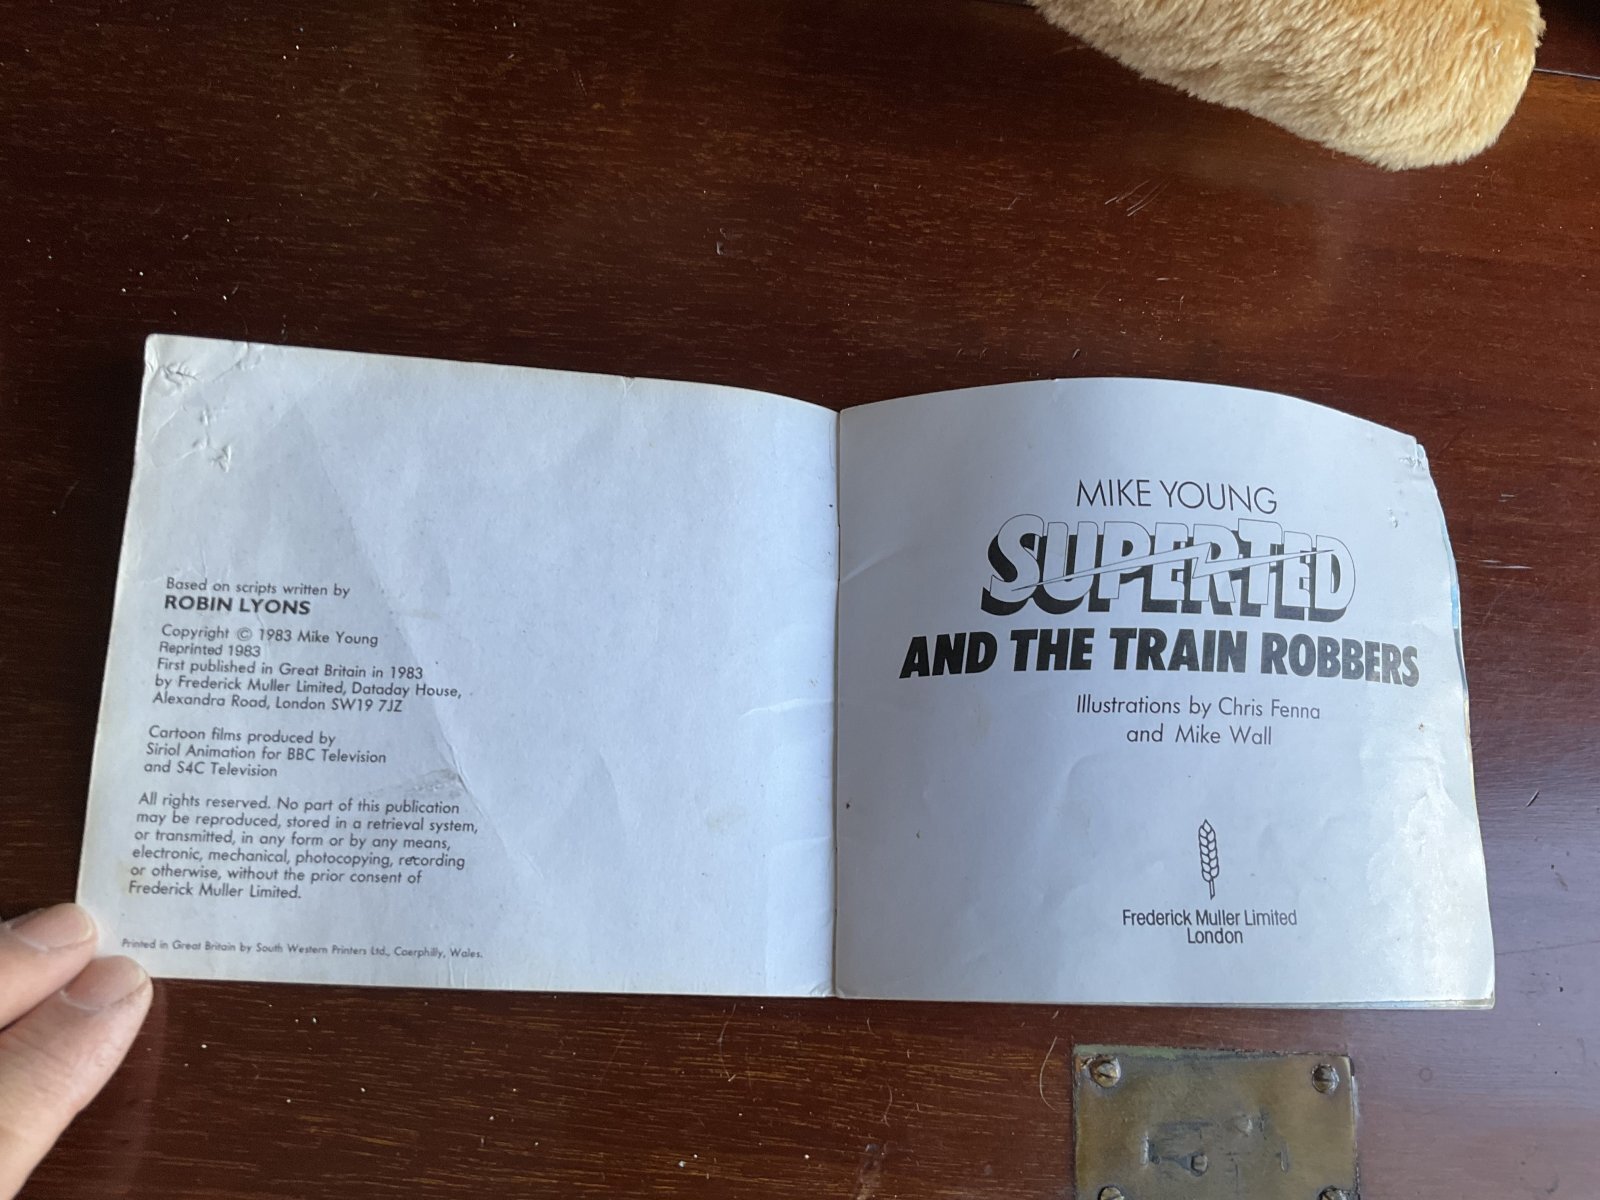 Based on scripts written by
ROBIN LYONS
Copyright © 1983 Mike Young
Reprinted 1983
First published in Great Britain in 1983
by Frederick Muller Limited, Dataday House,
Alexandra Road, London SW19 7JZ
Cartoon films produced by
Siriol Animation for BBC Television
and S4C Television
All rights reserved. No part of this publication
may be reproduced, stored in a retrieval system,
or transmitted, in any form or by any means,
electronic, mechanical, photocopying, recording
or otherwise, without the prior consent of
Frederick Muller Limited.
Printed in Great Britain by South Western Printers Ltd., Caerphilly, Wales.
MIKE YOUNG
SUPERTED
AND THE TRAIN ROBBERS
Illustrations by Chris Fenna
and Mike Wall
Frederick Muller Limited
London